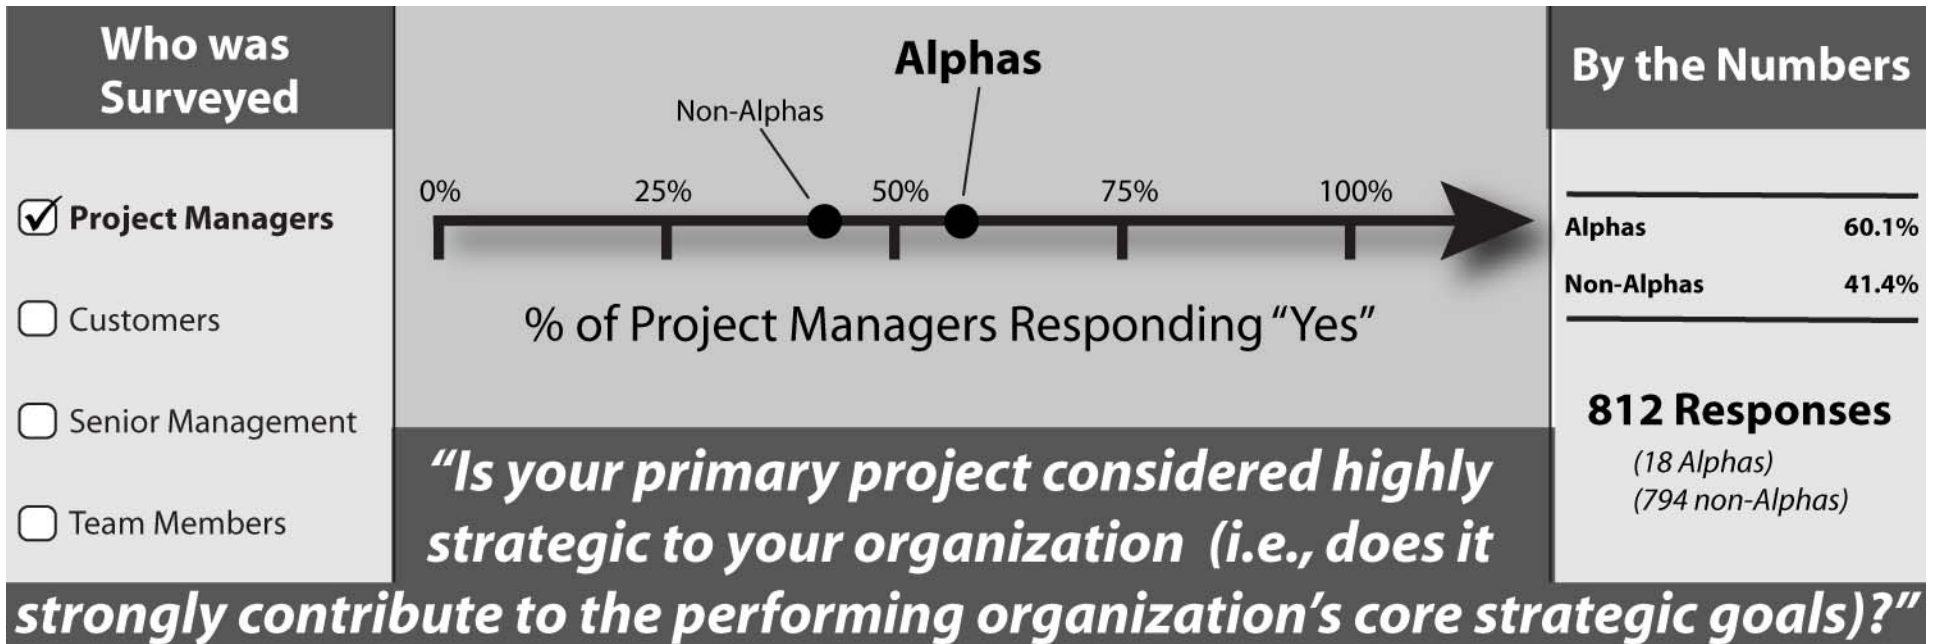 Who was
Surveyed
Project Managers
Customers
Senior Management
Team Members
Alphas
Non-Alphas
0% 25% 50% 75% 100%
% of Project Managers Responding “Yes”
By the Numbers
Alphas 60.1%
Non-Alphas 41.4%
812 Responses
(18 Alphas)
(794 non-Alphas)
“Is your primary project considered highly
strategic to your organization (i.e., does it
strongly contribute to the performing organization’s core strategic goals)?”